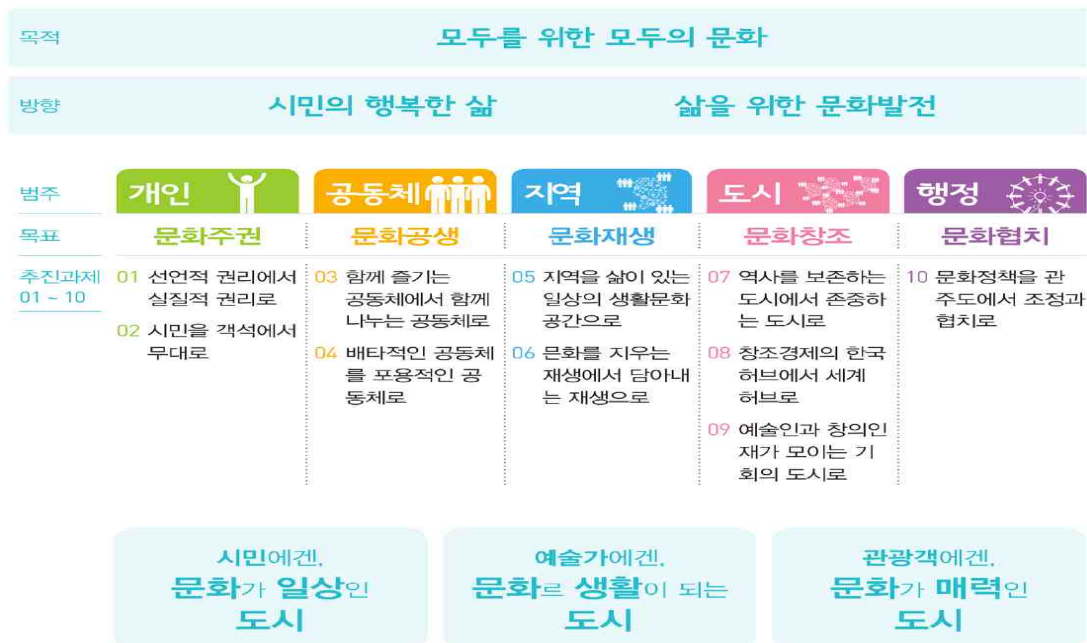 목적
모두를 위한 모두의 문화
방향
시민의 행복한 삶
삶을 위한 문화발전
범주
개인
공동체
지역
도시
행정
목표
문화주권
문화공생
문화재생
문화창조
문화협치
추진과제
01 ~ 10
01 선언적 권리에서
실질적 권리로
02 시민을 객석에서
무대로
03 함께 즐기는
공동체에서 함께
나누는 공동체로
04 배타적인 공동체
를 포용적인 공
동체로
05 지역을 삶이 있는
일상의 생활문화
공간으로
06 문화를 지우는
재생에서 담아내
는 재생으로
07 역사를 보존하는
도시에서 존중하
는 도시로
08 창조경제의 한국
허브에서 세계
허브로
09 예술인과 창의인
재가 모이는 기
회의 도시로
10 문화정책을 관
주도에서 조정과
협치로
시민에겐,
문화가 일상인
도시
예술가에겐,
문화르 생활이 되는
도시
관광객에겐,
문화가 매력인
도시